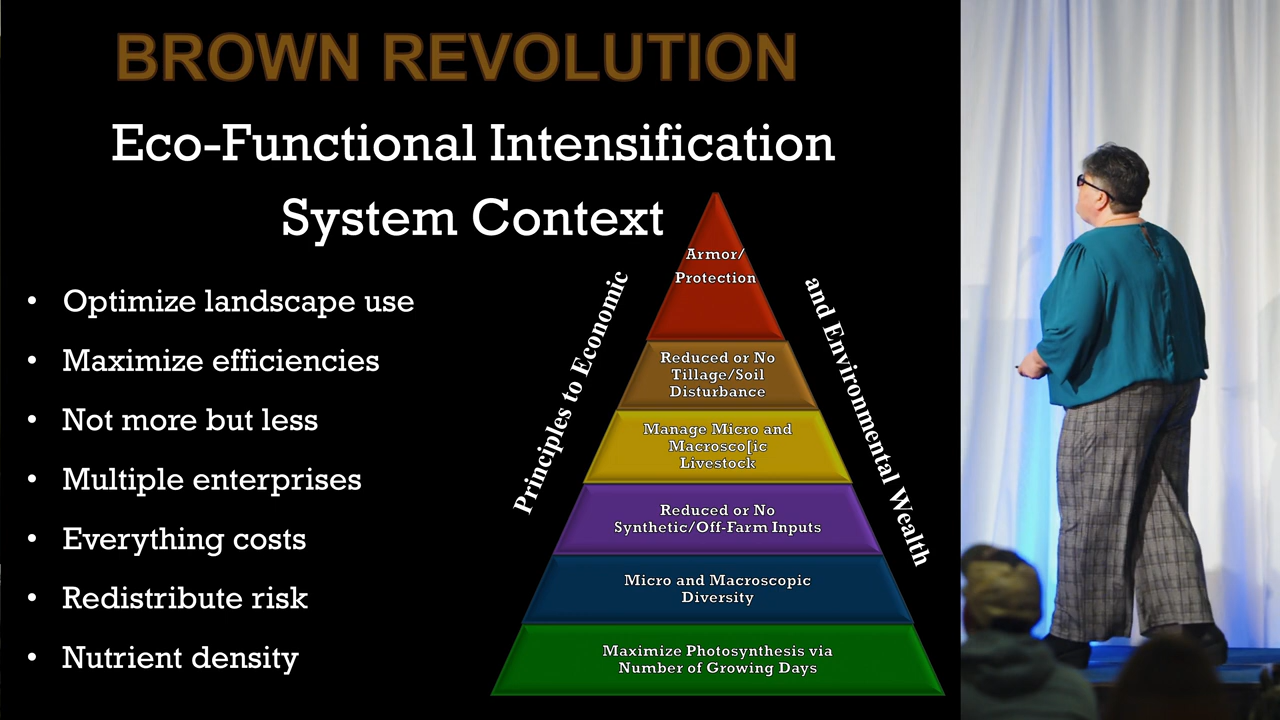 BROWN REVOLUTION
Eco-Functional Intensification
System Context
• Optimize landscape use
• Maximize efficiencies
• Not more but less
• Multiple enterprises
• Everything costs
• Redistribute risk
• Nutrient density
Principles to Economic
and Environmental Wealth
Armor/
Protection
Reduced or No
Tillage/Soil
Disturbance
Manage Micro and
Macrosco[ic
Livestock
Reduced or No
Synthetic/Off-Farm Inputs
Micro and Macroscopic
Diversity
Maximize Photosynthesis via
Number of Growing Days